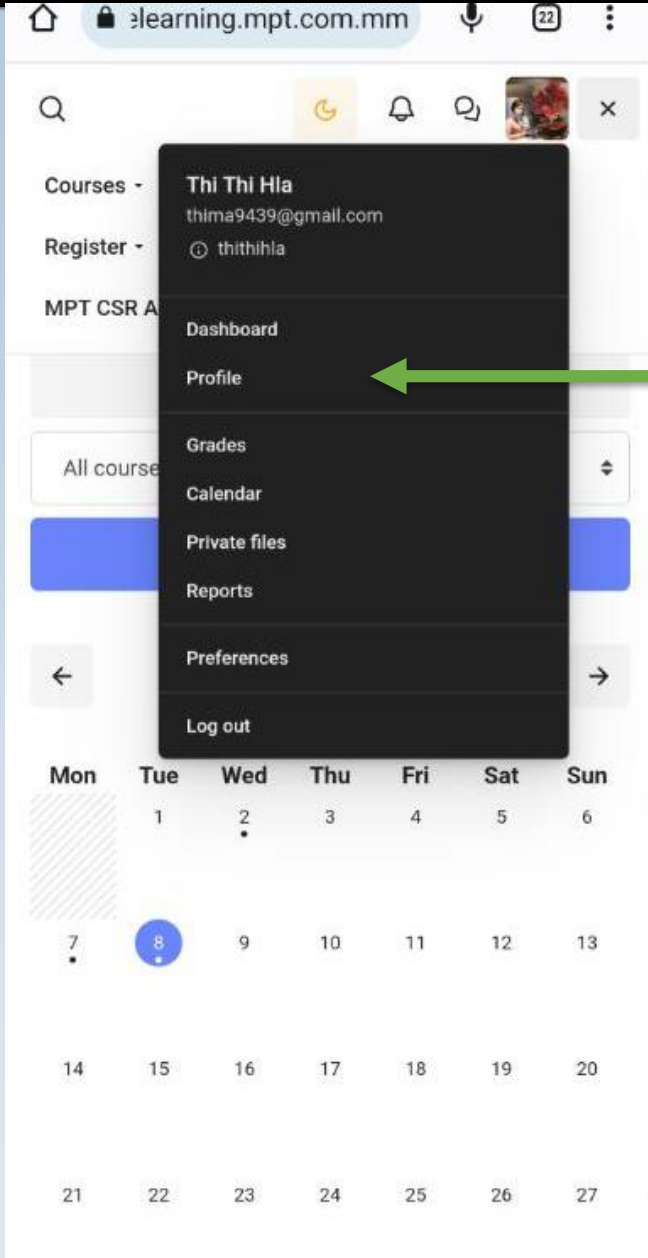 elearning.mpt.com.mm 22
Courses
Thi Thi Hla
thima9439@gmail.com
Register
thithihla
MPT CSR A
Dashboard
Profile
Grades
All course
Calendar
Private files
Reports
Preferences
Log out
Mon Tue Wed Thu Fri Sat Sun
1 2 3 4 5 6
7 8 9 10 11 12 13
14 15 16 17 18 19 20
21 22 23 24 25 26 27